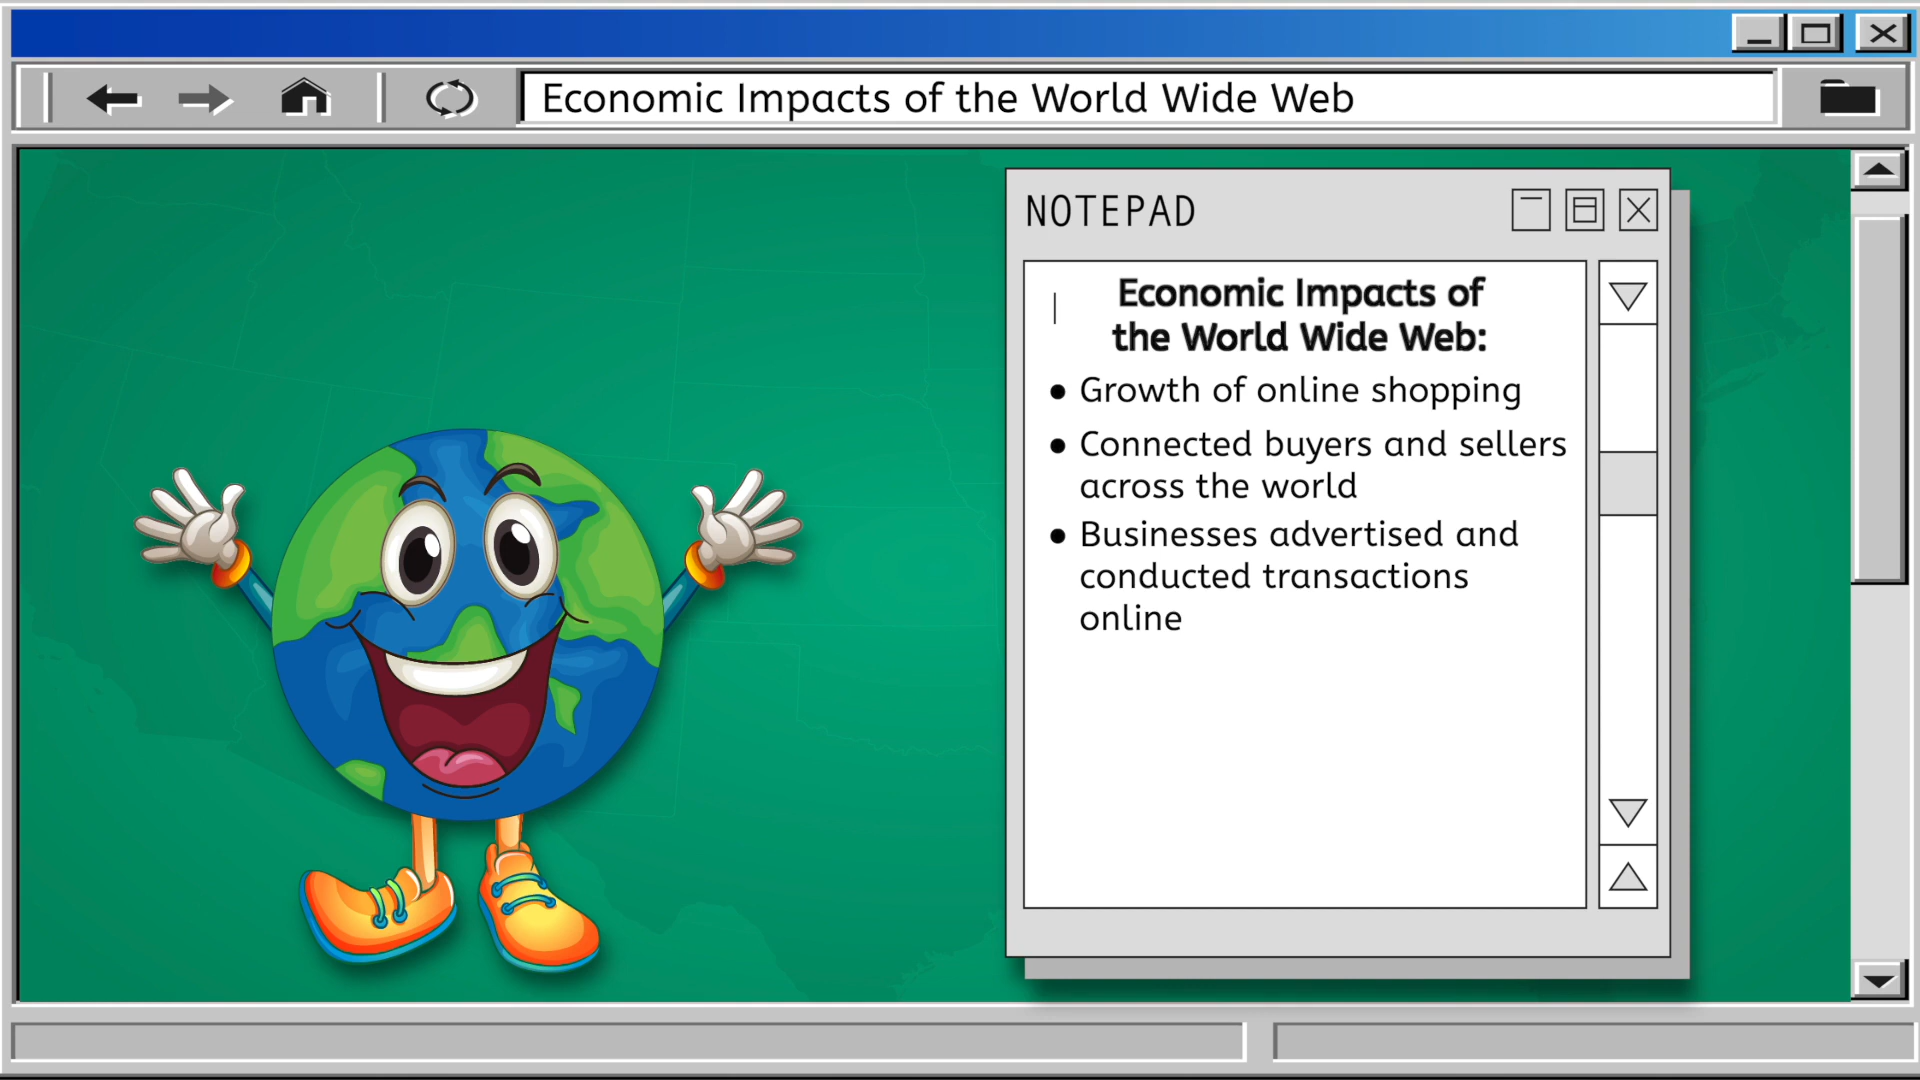 Economic Impacts of the World Wide Web
NOTEPAD
Economic Impacts of
the World Wide Web:
● Growth of online shopping
● Connected buyers and sellers
across the world
● Businesses advertised and
conducted transactions
online